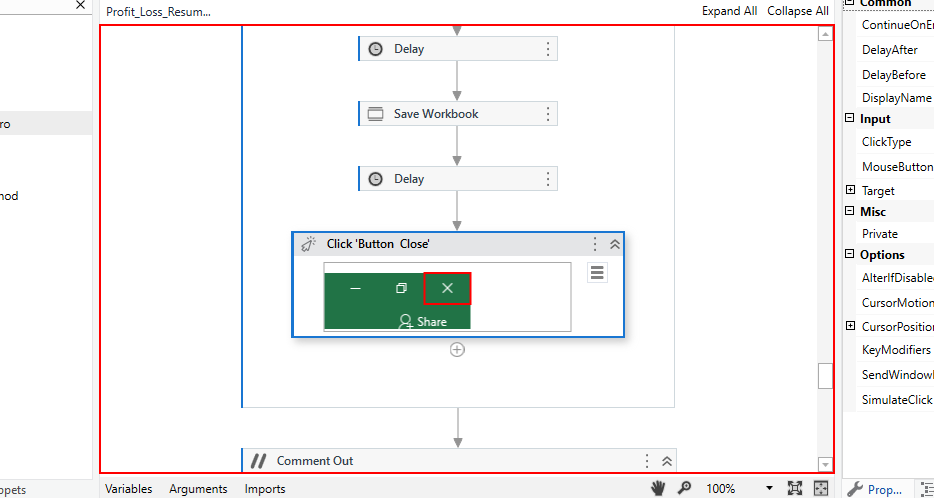 Profit_Loss_Resum...
Expand All Collapse All
ro
hod
ppets
Delay
Save Workbook
Delay
Click 'Button Close'
Share
Comment Out
Variables Arguments Imports
100%
Common
ContinueOnEr
DelayAfter
DelayBefore
DisplayName
Input
ClickType
MouseButton
Target
Misc
Private
Options
AlterIfDisable
CursorMotion
CursorPosition
KeyModifiers
SendWindow
SimulateClick
Prop...